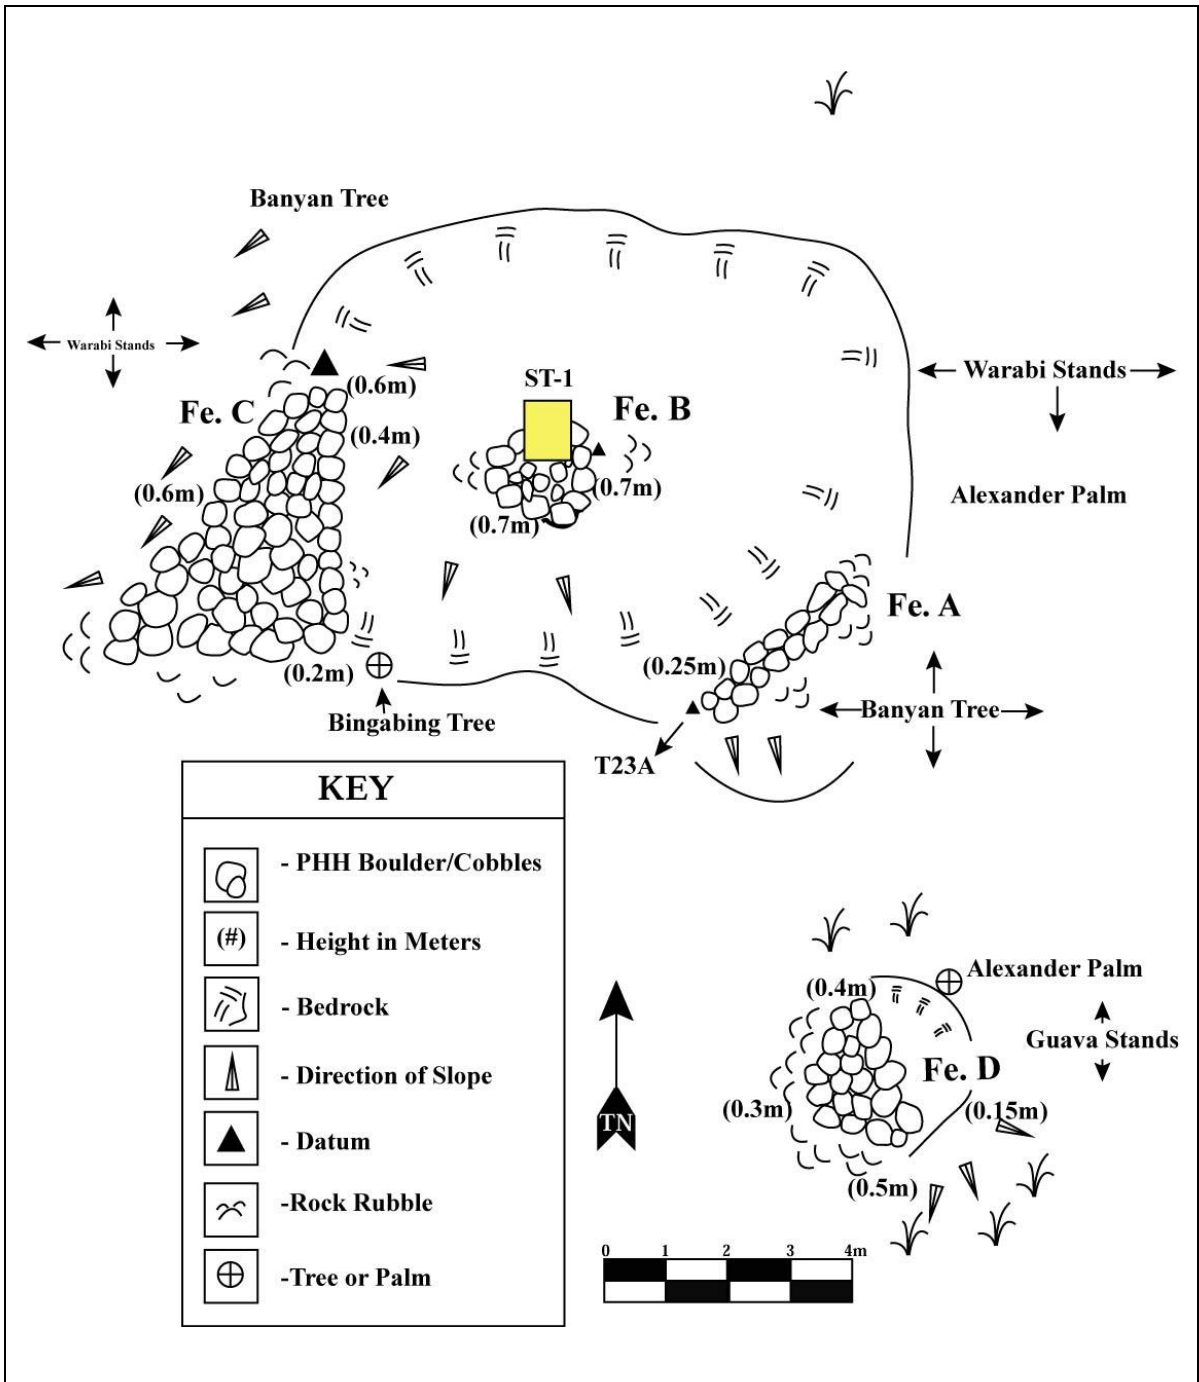 Banyan Tree
Warabi Stands
ST-1
(0.6m)
Fe. C
Fe. B
(0.4m)
Warabi Stands
(0.6m)
(0.7m)
(0.7m)
Alexander Palm
Fe. A
(0.25m)
(0.2m)
Bingabing Tree
Banyan Tree
T23A
KEY
- PHH Boulder/Cobbles
(#)
- Height in Meters
- Bedrock
- Direction of Slope
- Datum
-Rock Rubble
-Tree or Palm
TN
Alexander Palm
(0.4m)
Guava Stands
Fe. D
(0.3m)
(0.15m)
(0.5m)
0 1 2 3 4m